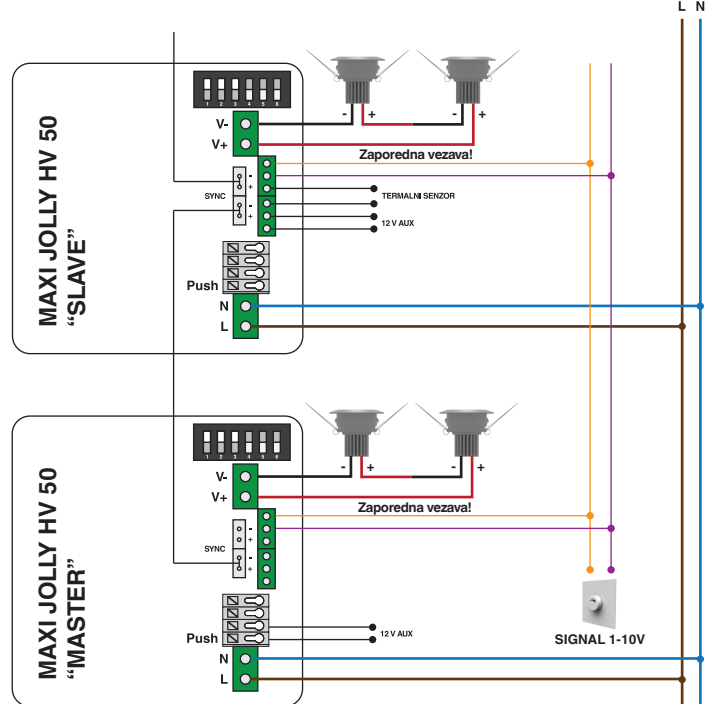 L N
MAXI JOLLY HV 50
“SLAVE”
1 2 3 4 5 6
V-
V+
- + - +
Zaporedna vezava!
SYNC
- +
- +
TERMALNI SENZOR
12 V AUX
Push
N
L
MAXI JOLLY HV 50
“MASTER”
1 2 3 4 5 6
V-
V+
- + - +
Zaporedna vezava!
SYNC
- +
- +
12 V AUX
Push
N
L
SIGNAL 1-10V